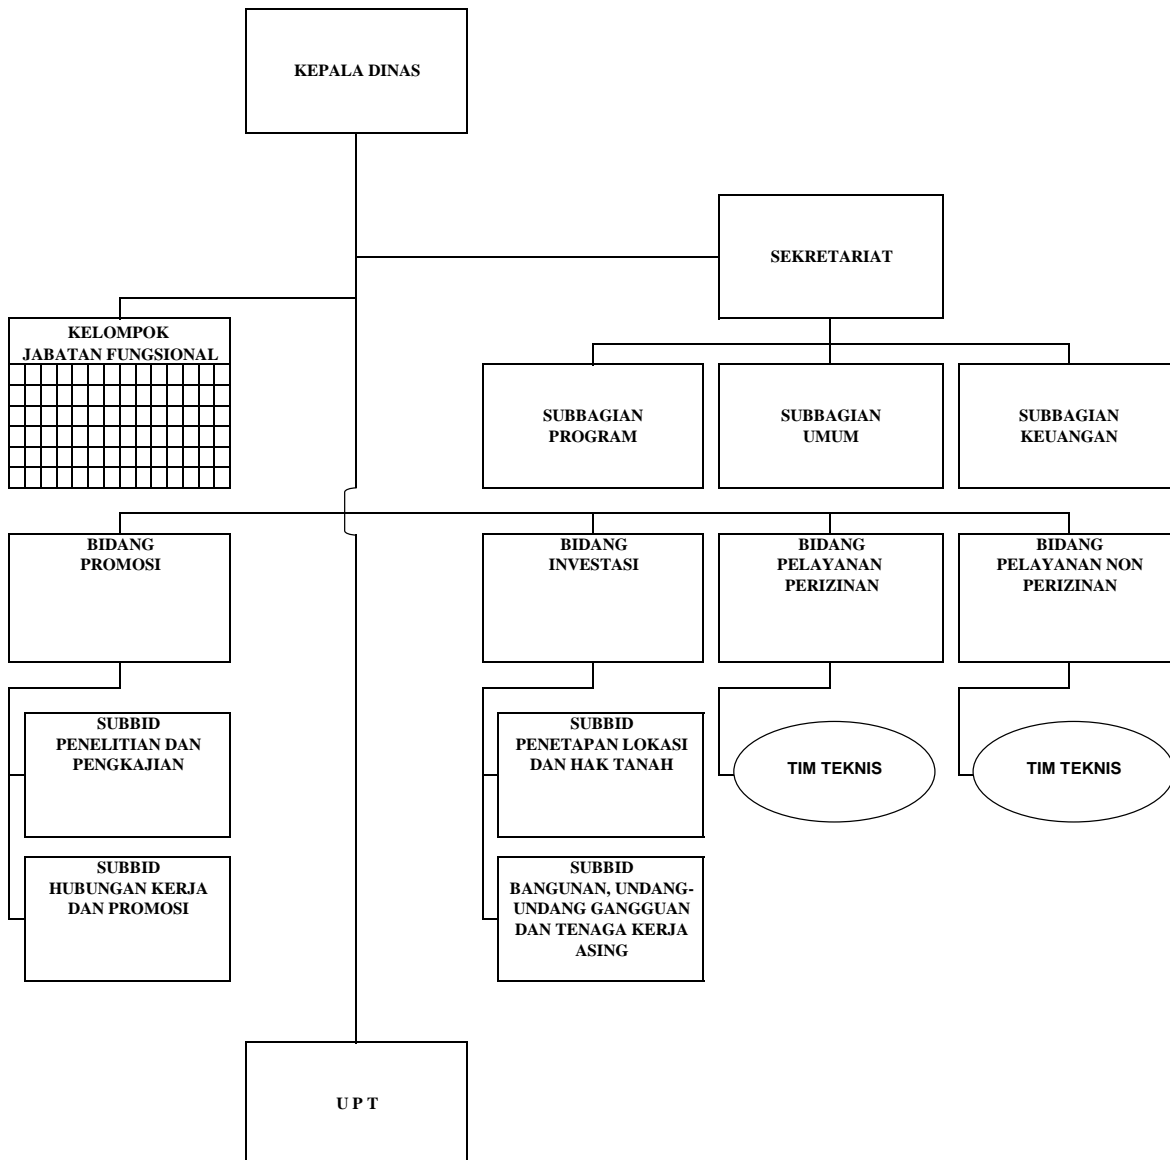 KEPALA DINAS
SEKRETARIAT
KELOMPOK
JABATAN FUNGSIONAL
SUBBAGIAN
PROGRAM
SUBBAGIAN
UMUM
SUBBAGIAN
KEUANGAN
BIDANG
PROMOSI
BIDANG
INVESTASI
BIDANG
PELAYANAN
PERIZINAN
BIDANG
PELAYANAN NON
PERIZINAN
SUBBID
PENELITIAN DAN
PENGKAJIAN
SUBBID
PENETAPAN LOKASI
DAN HAK TANAH
TIM TEKNIS
TIM TEKNIS
SUBBID
HUBUNGAN KERJA
DAN PROMOSI
SUBBID
BANGUNAN, UNDANG-
UNDANG GANGGUAN
DAN TENAGA KERJA
ASING
U P T